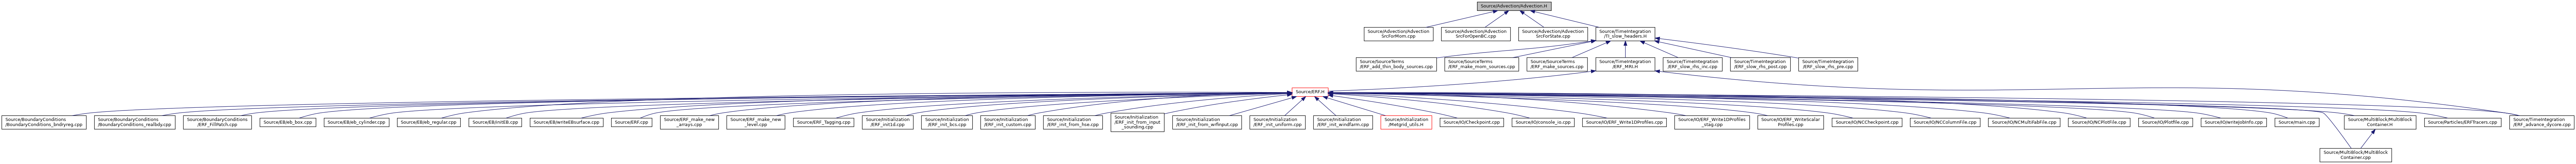 Source/Advection/Advection.H
Source/Advection/Advection
SrcForMom.cpp
Source/Advection/Advection
SrcForOpenBC.cpp
Source/Advection/Advection
SrcForState.cpp
Source/TimeIntegration
/TI_slow_headers.H
Source/SourceTerms
/ERF_add_thin_body_sources.cpp
Source/SourceTerms
/ERF_make_mom_sources.cpp
Source/SourceTerms
/ERF_make_sources.cpp
Source/TimeIntegration
/ERF_MRI.H
Source/TimeIntegration
/ERF_slow_rhs_inc.cpp
Source/TimeIntegration
/ERF_slow_rhs_post.cpp
Source/TimeIntegration
/ERF_slow_rhs_pre.cpp
Source/ERF.H
Source/BoundaryConditions
/BoundaryConditions_bndryreg.cpp
Source/BoundaryConditions
/BoundaryConditions_realbdy.cpp
Source/BoundaryConditions
/ERF_FillPatch.cpp
Source/EB/eb_box.cpp
Source/EB/eb_cylinder.cpp
Source/EB/eb_regular.cpp
Source/EB/initEB.cpp
Source/EB/writeEBsurface.cpp
Source/ERF.cpp
Source/ERF_make_new
_arrays.cpp
Source/ERF_make_new
_level.cpp
Source/ERF_Tagging.cpp
Source/Initialization
/ERF_init1d.cpp
Source/Initialization
/ERF_init_bcs.cpp
Source/Initialization
/ERF_init_custom.cpp
Source/Initialization
/ERF_init_from_hse.cpp
Source/Initialization
/ERF_init_from_input
_sounding.cpp
Source/Initialization
/ERF_init_from_wrfinput.cpp
Source/Initialization
/ERF_init_uniform.cpp
Source/Initialization
/ERF_init_windfarm.cpp
Source/Initialization
/Metgrid_utils.H
Source/IO/Checkpoint.cpp
Source/IO/console_io.cpp
Source/IO/ERF_Write1DProfiles.cpp
Source/IO/ERF_Write1DProfiles
_stag.cpp
Source/IO/ERF_WriteScalar
Profiles.cpp
Source/IO/NCCheckpoint.cpp
Source/IO/NCColumnFile.cpp
Source/IO/NCMultiFabFile.cpp
Source/IO/NCPlotFile.cpp
Source/IO/Plotfile.cpp
Source/IO/writeJobInfo.cpp
Source/main.cpp
Source/MultiBlock/MultiBlock
Container.H
Source/Particles/ERFTracers.cpp
Source/TimeIntegration
/ERF_advance_dycore.cpp
Source/MultiBlock/MultiBlock
Container.cpp